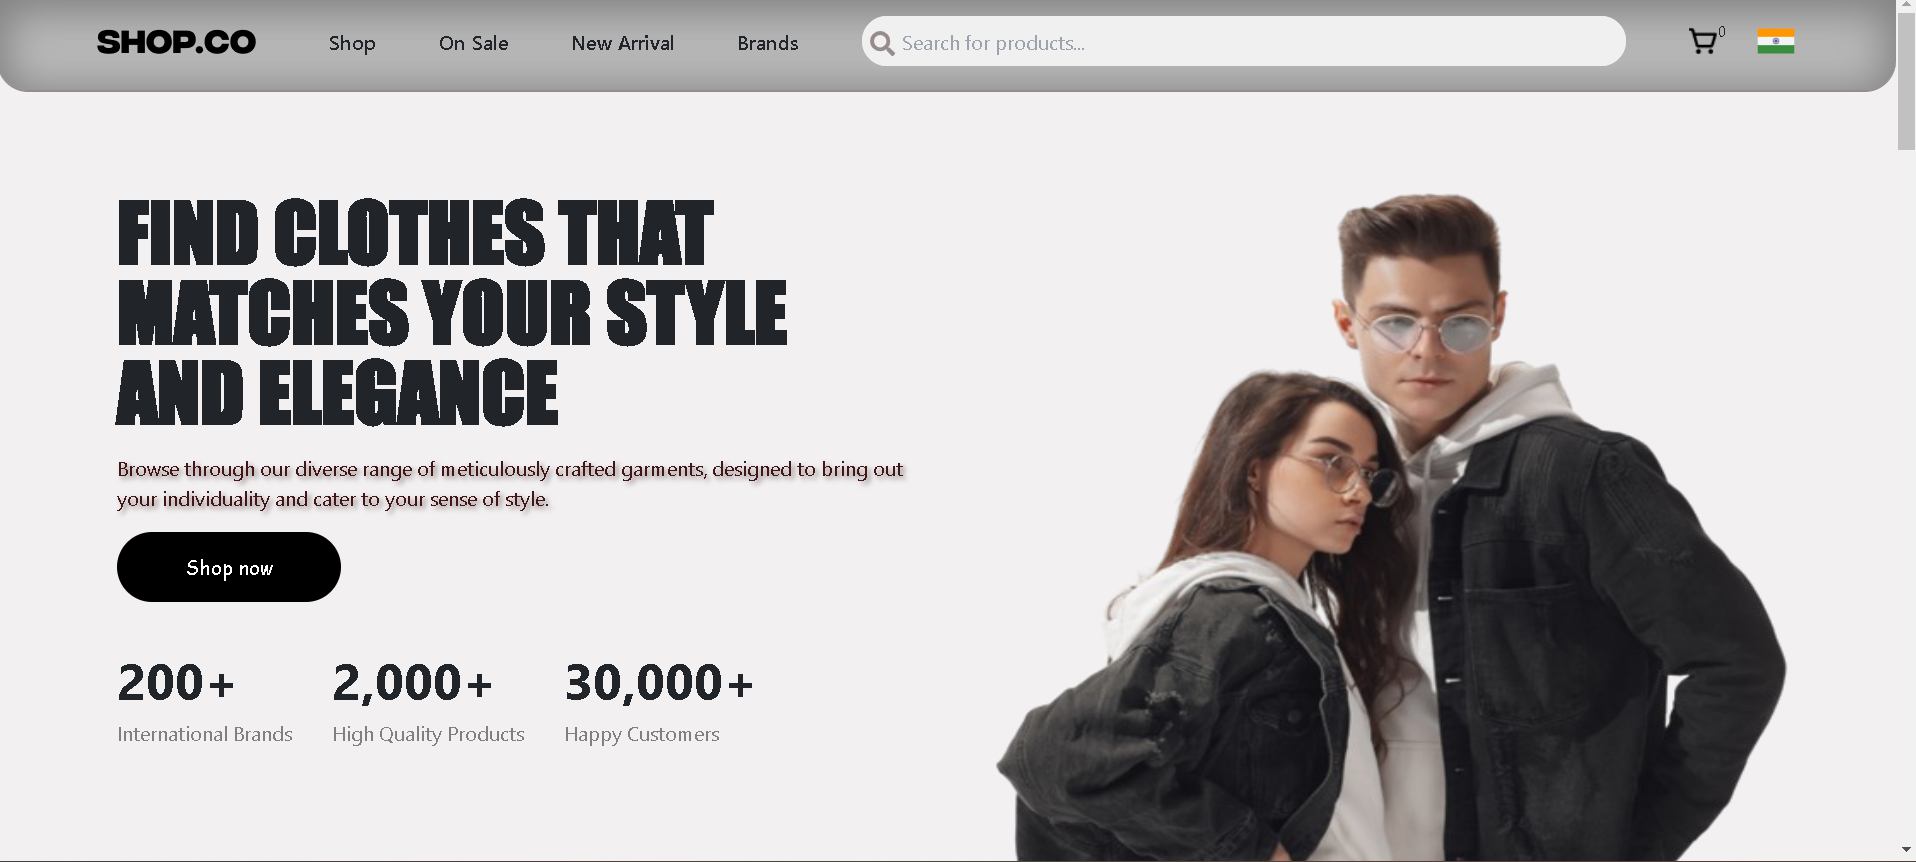 SHOP.CO
Shop
On Sale
New Arrival
Brands
Search for products...
0
FIND CLOTHES THAT
MATCHES YOUR STYLE
AND ELEGANCE
Browse through our diverse range of meticulously crafted garments, designed to bring out
your individuality and cater to your sense of style.
Shop now
200+
International Brands
2,000+
High Quality Products
30,000+
Happy Customers